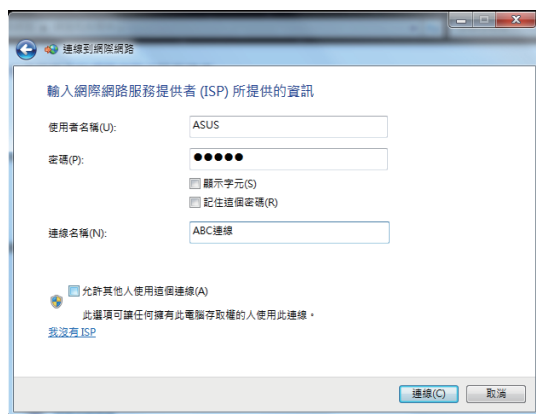 連線到網際網路
輸入網際網路服務提供者 (ISP) 所提供的資訊
使用者名稱(U):
ASUS
密碼(P):
●●●●●
顯示字元(S)
記住這個密碼(R)
連線名稱(N):
ABC連線
允許其他人使用這個連線(A)
此選項可讓任何擁有此電腦存取權的人使用此連線。
我沒有 ISP
連線(C)
取消